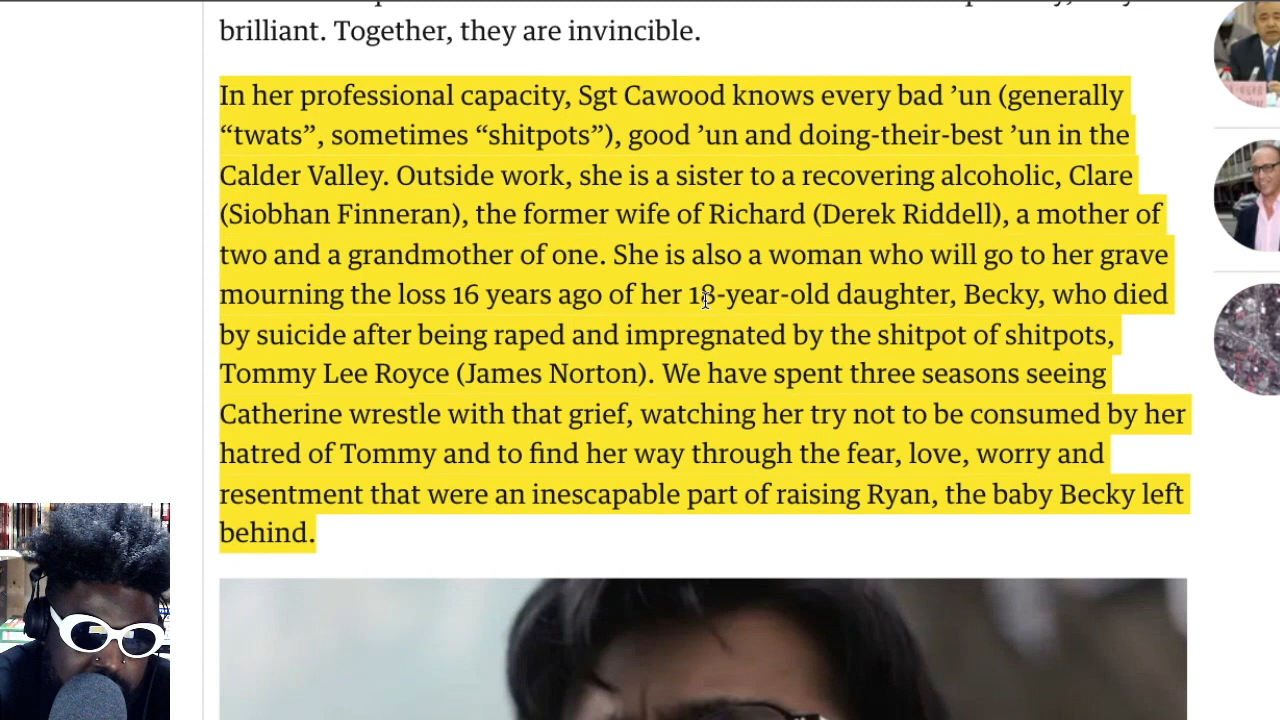 brilliant. Together, they are invincible.
In her professional capacity, Sgt Cawood knows every bad ’un (generally
“twats”, sometimes “shitpots”), good ’un and doing-their-best ’un in the
Calder Valley. Outside work, she is a sister to a recovering alcoholic, Clare
(Siobhan Finneran), the former wife of Richard (Derek Riddell), a mother of
two and a grandmother of one. She is also a woman who will go to her grave
mourning the loss 16 years ago of her 18-year-old daughter, Becky, who died
by suicide after being raped and impregnated by the shitpot of shitpots,
Tommy Lee Royce (James Norton). We have spent three seasons seeing
Catherine wrestle with that grief, watching her try not to be consumed by her
hatred of Tommy and to find her way through the fear, love, worry and
resentment that were an inescapable part of raising Ryan, the baby Becky left
behind.